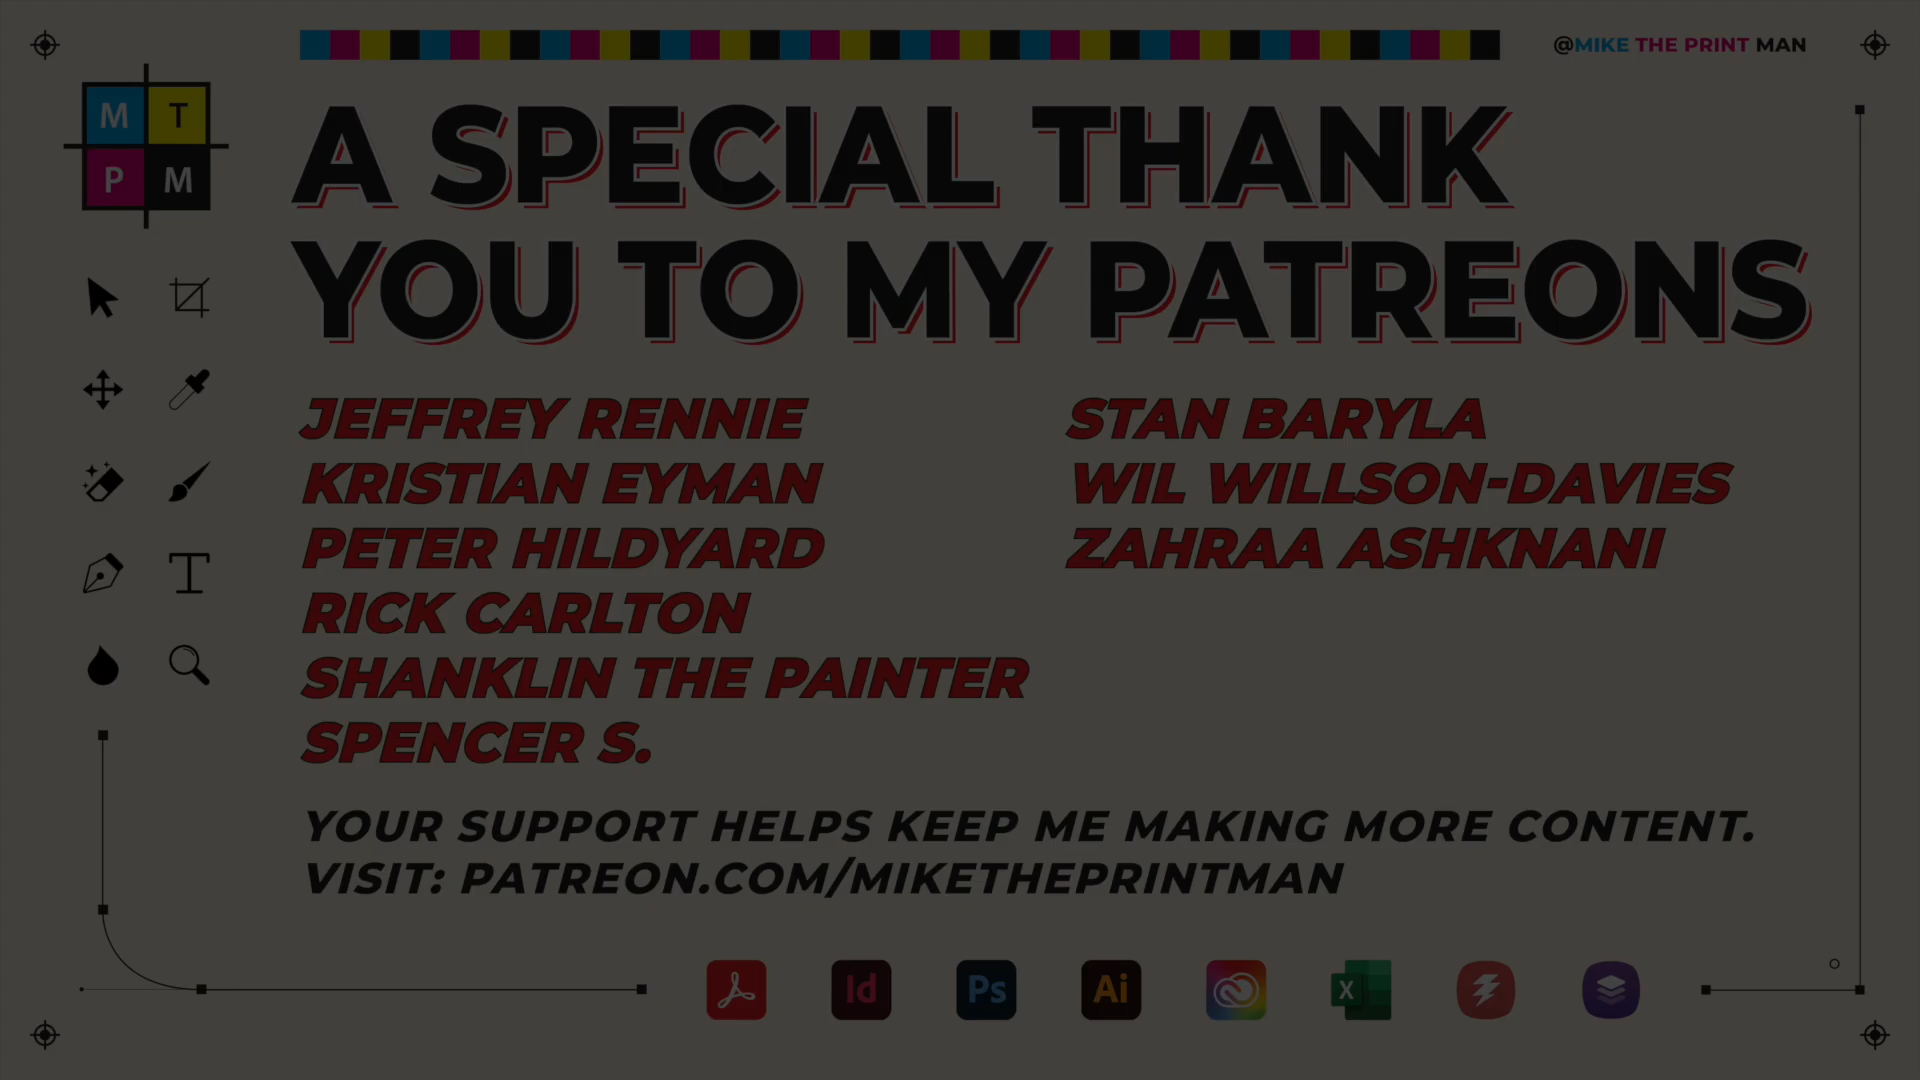 @MIKE THE PRINT MAN
M T
P M
A SPECIAL THANK
YOU TO MY PATREONS
JEFFREY RENNIE
KRISTIAN EYMAN
PETER HILDYARD
RICK CARLTON
SHANKLIN THE PAINTER
SPENCER S.
STAN BARYLA
WIL WILLSON-DAVIES
ZAHRAA ASHKNANI
YOUR SUPPORT HELPS KEEP ME MAKING MORE CONTENT.
VISIT: PATREON.COM/MIKETHEPRINTMAN
Id Ps Ai X